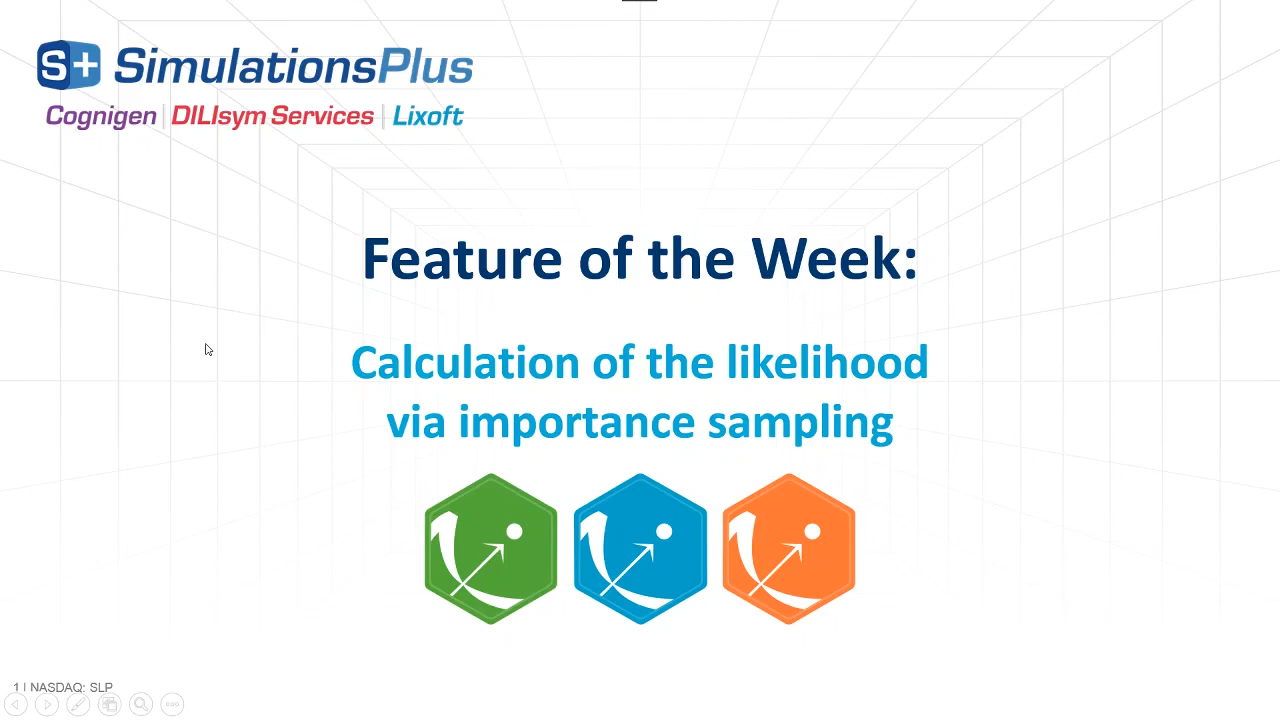 S+ SimulationsPlus
Cognigen | DILIsym Services | Lixoft
Feature of the Week:
Calculation of the likelihood
via importance sampling
1 | NASDAQ: SLP